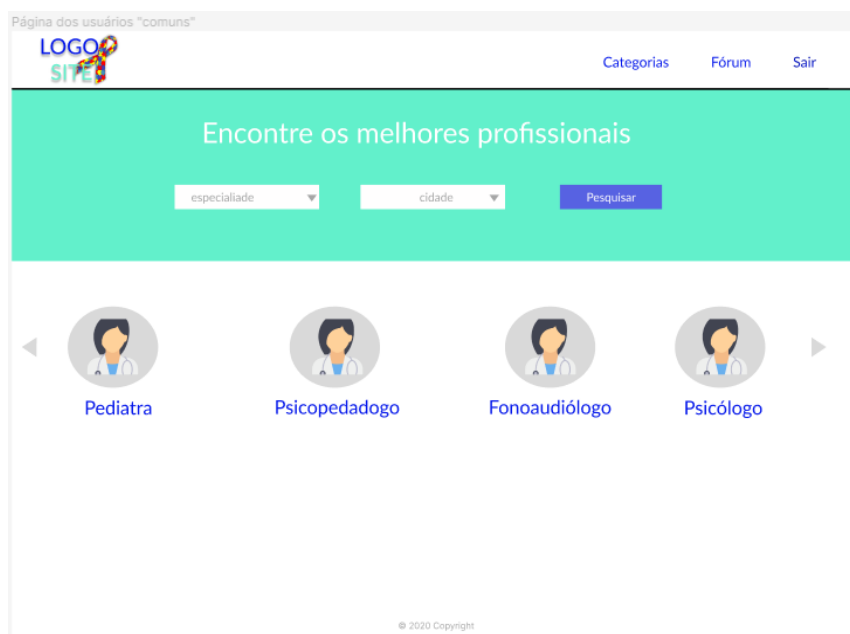 Página dos usuários "comuns"
LOGO
SITE
Categorias Fórum Sair
Encontre os melhores profissionais
especialiade cidade Pesquisar
Pediatra Psicopedadogo Fonoaudiólogo Psicólogo
© 2020 Copyright